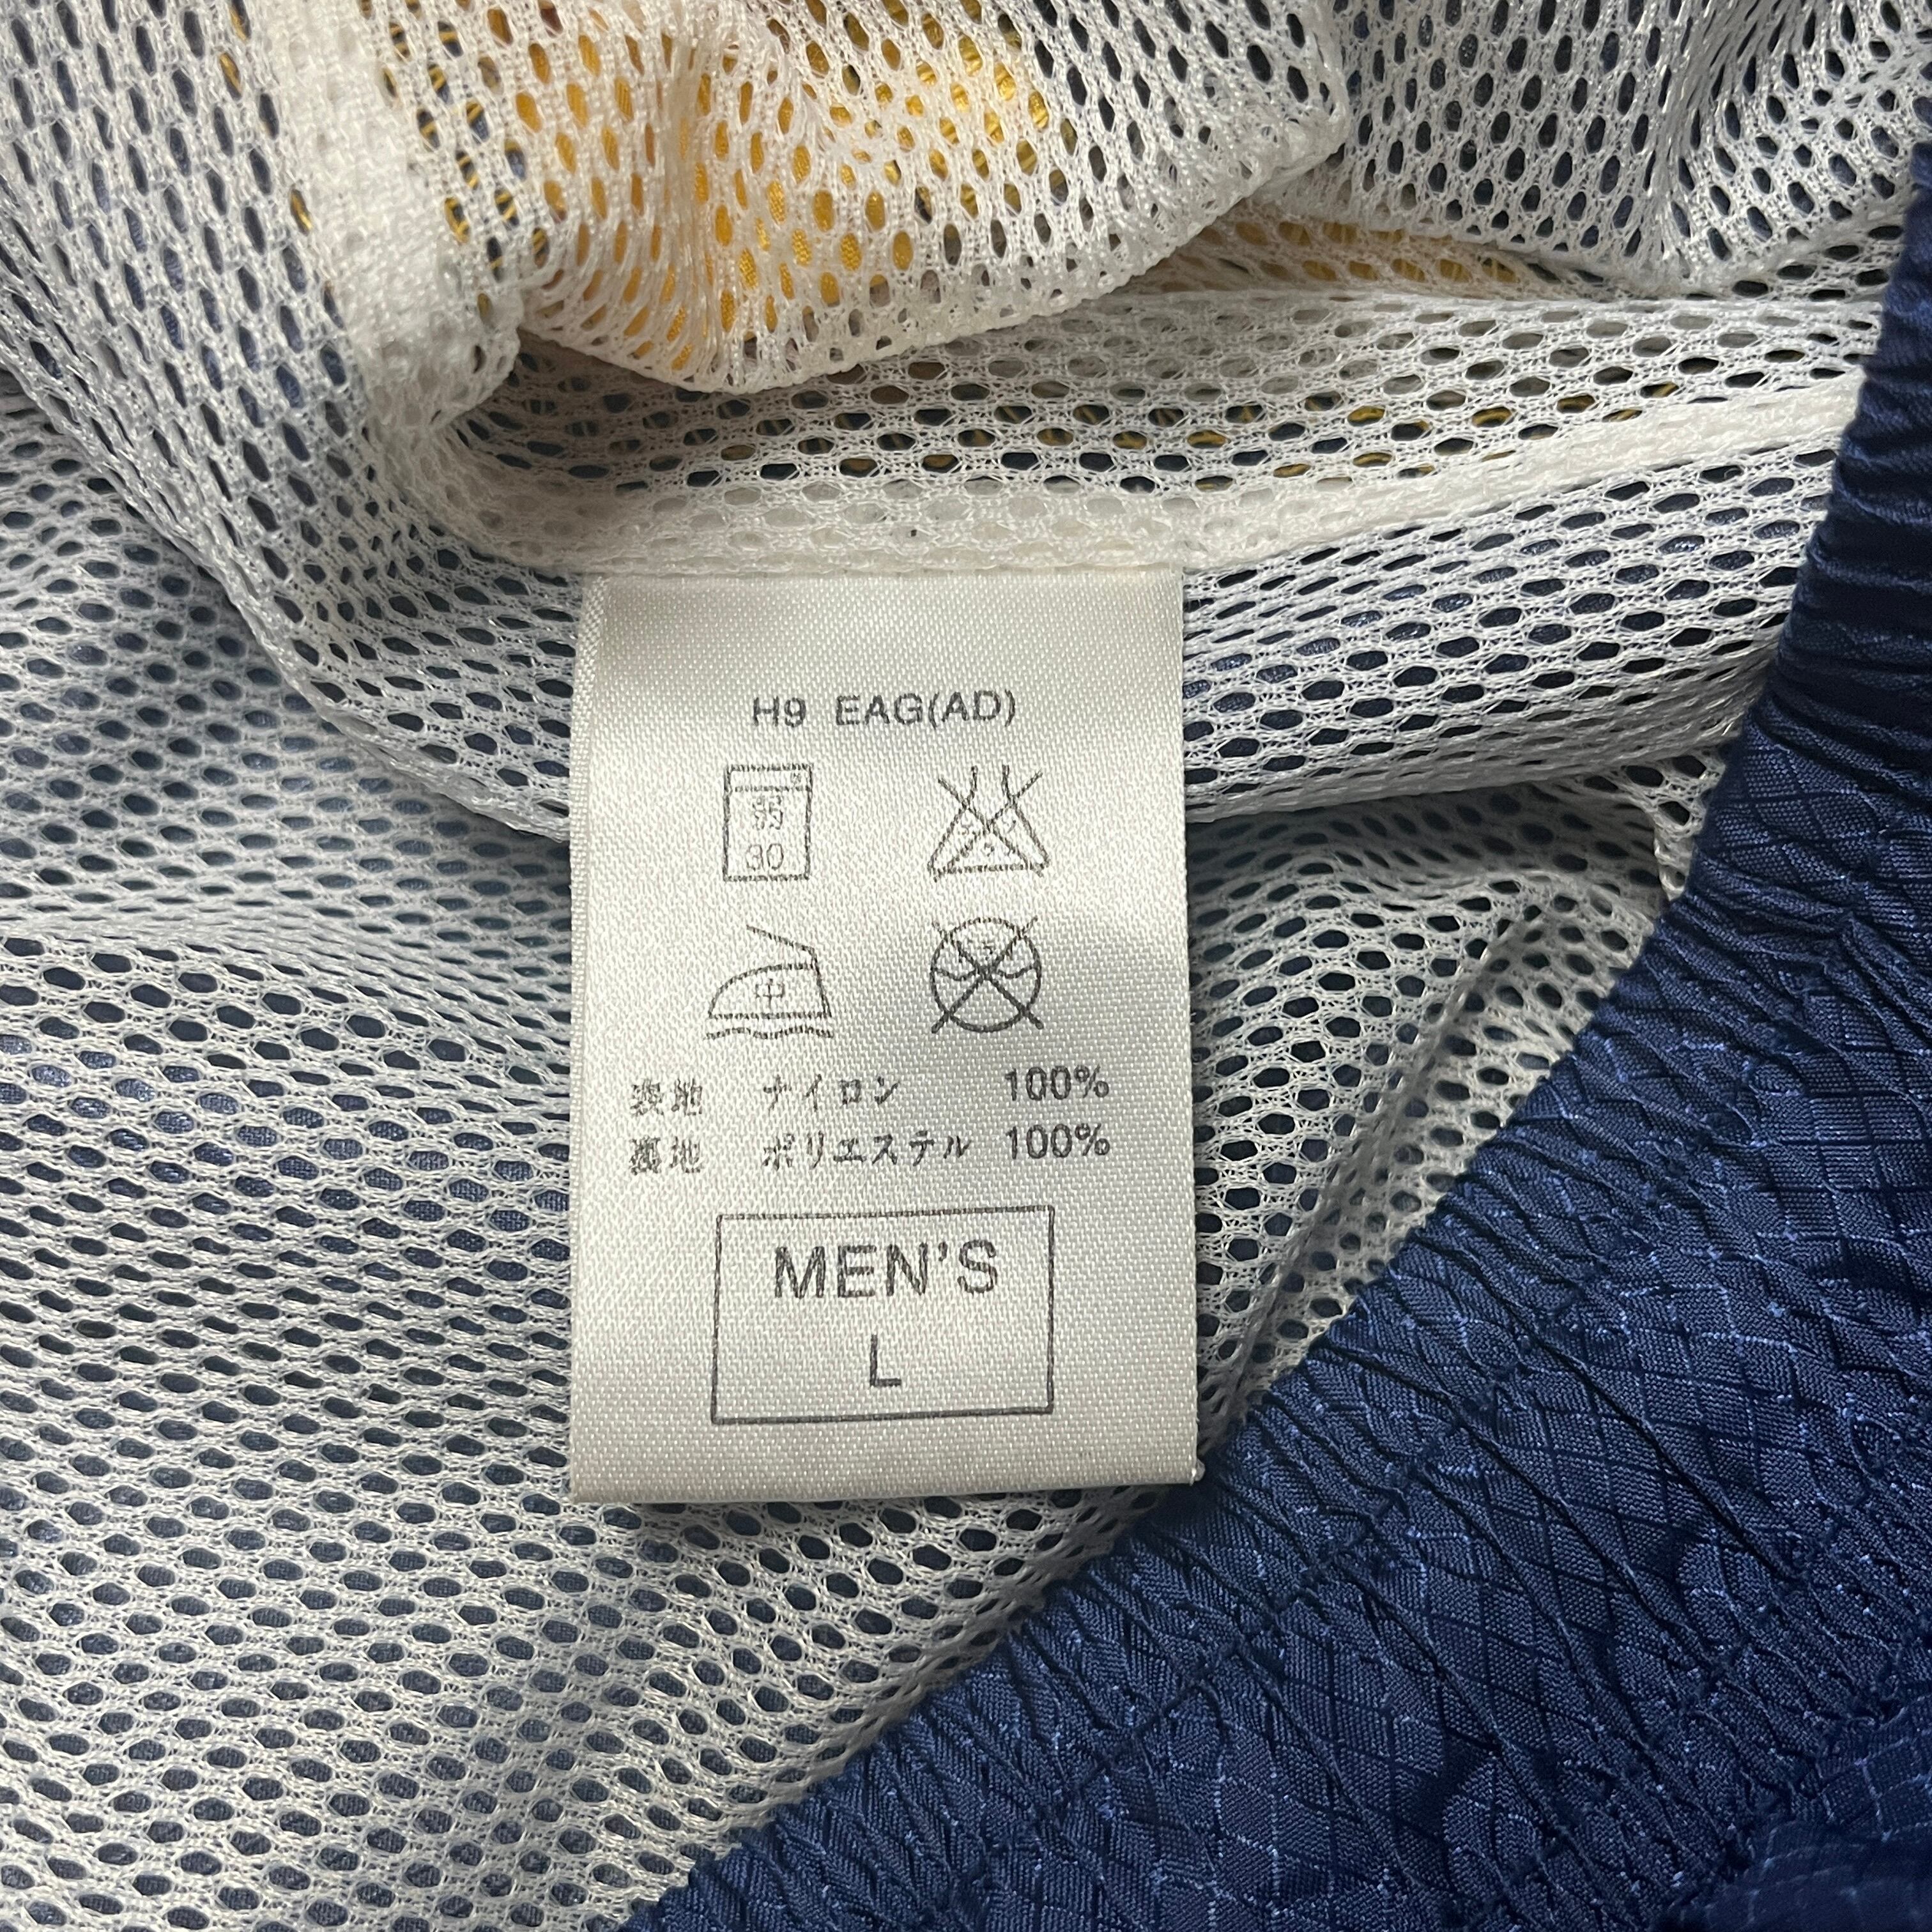 H9 EAG(AD)
弱
30
中
表地 ナイロン 100%
裏地 ポリエステル 100%
MEN'S
L